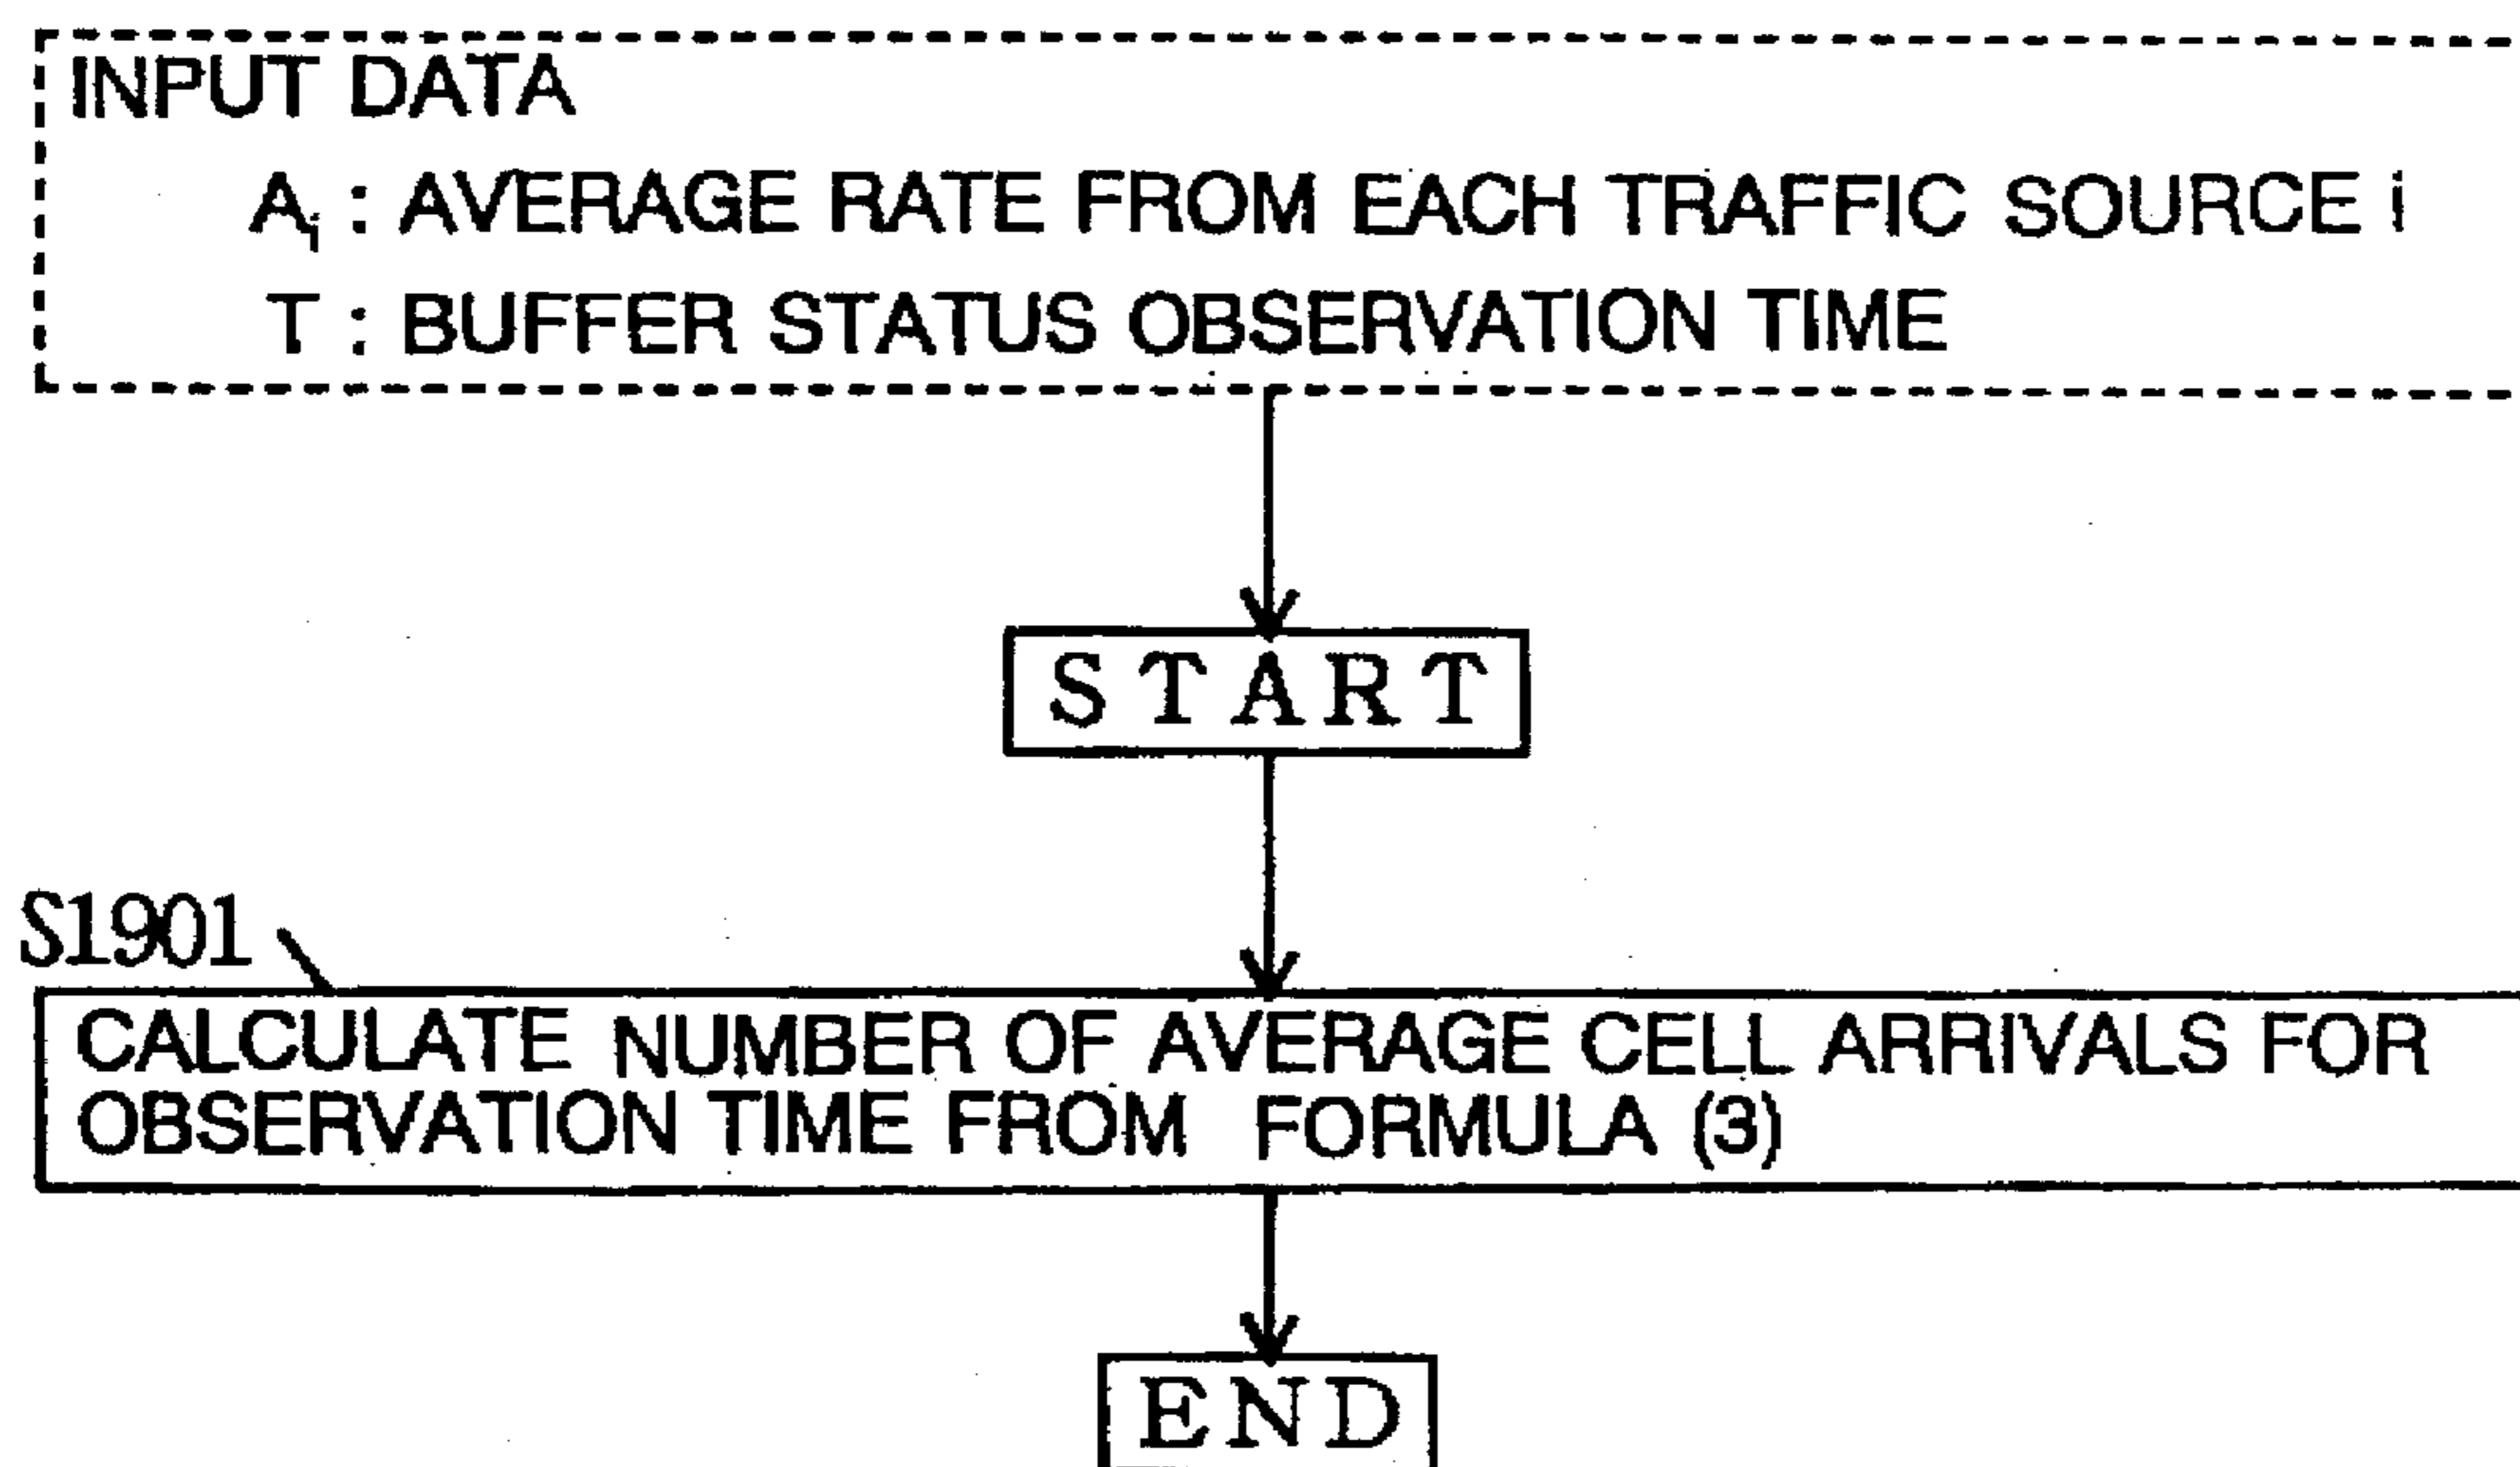 INPUT DATA
Ai : AVERAGE RATE FROM EACH TRAFFIC SOURCE i
T : BUFFER STATUS OBSERVATION TIME
START
S1901
CALCULATE NUMBER OF AVERAGE CELL ARRIVALS FOR
OBSERVATION TIME FROM FORMULA (3)
END